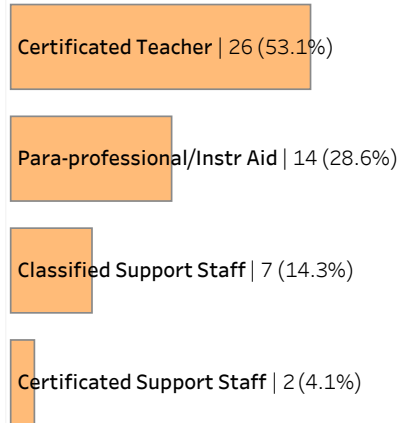 Certificated Teacher | 26 (53.1%)
Para-professional/Instr Aid | 14 (28.6%)
Classified Support Staff | 7 (14.3%)
Certificated Support Staff | 2 (4.1%)